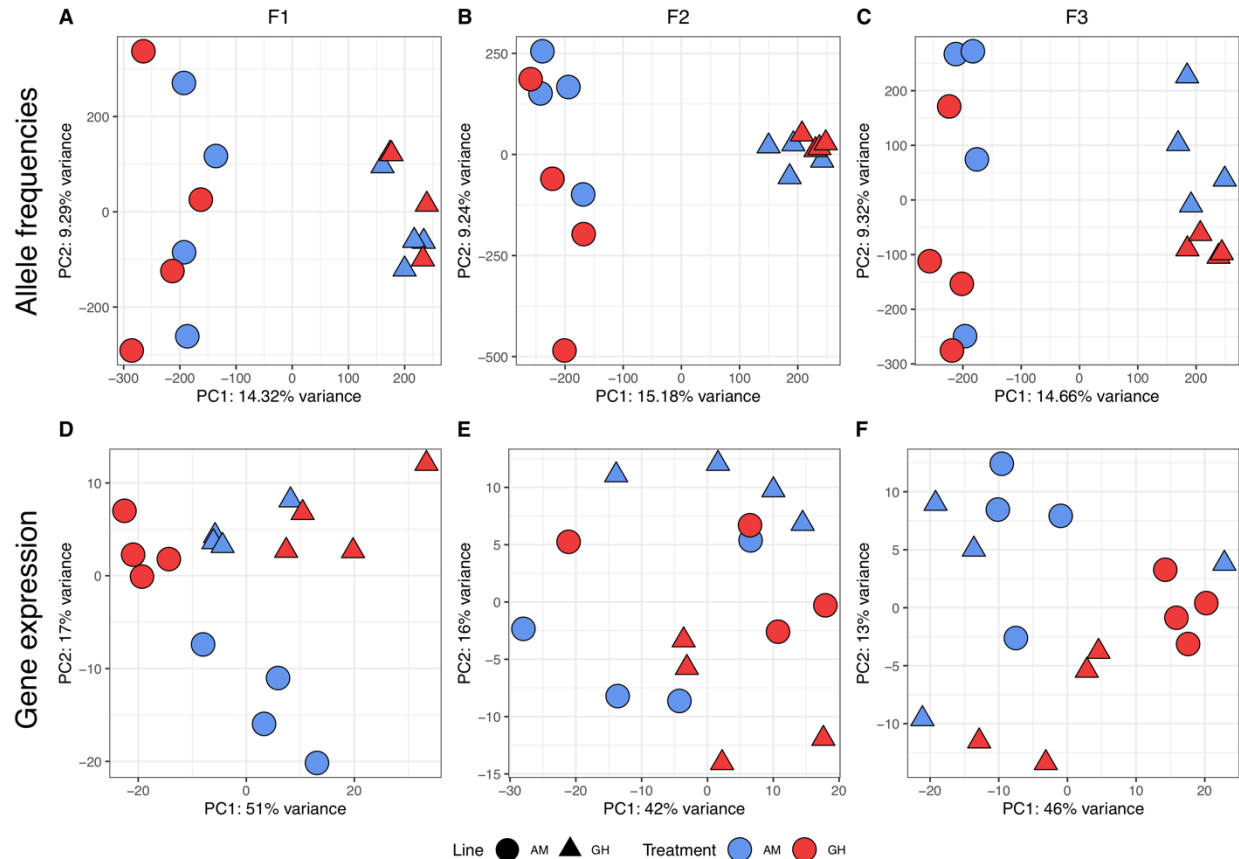 A F1
B F2
C F3
Allele frequencies
PC2: 9.29% variance
200
0
−200
−300 −200 −100 0 100 200
PC1: 14.32% variance
PC2: 9.24% variance
250
0
−250
−500
−200 −100 0 100 200
PC1: 15.18% variance
PC2: 9.32% variance
200
100
0
−100
−200
−300
−200 −100 0 100 200
PC1: 14.66% variance
D
E
F
Gene expression
PC2: 17% variance
10
0
−10
−20
−20 0 20
PC1: 51% variance
PC2: 16% variance
10
5
0
−5
−10
−15
−30 −20 −10 0 10 20
PC1: 42% variance
PC2: 13% variance
10
5
0
−5
−10
−20 −10 0 10 20
PC1: 46% variance
Line AM GH Treatment AM GH